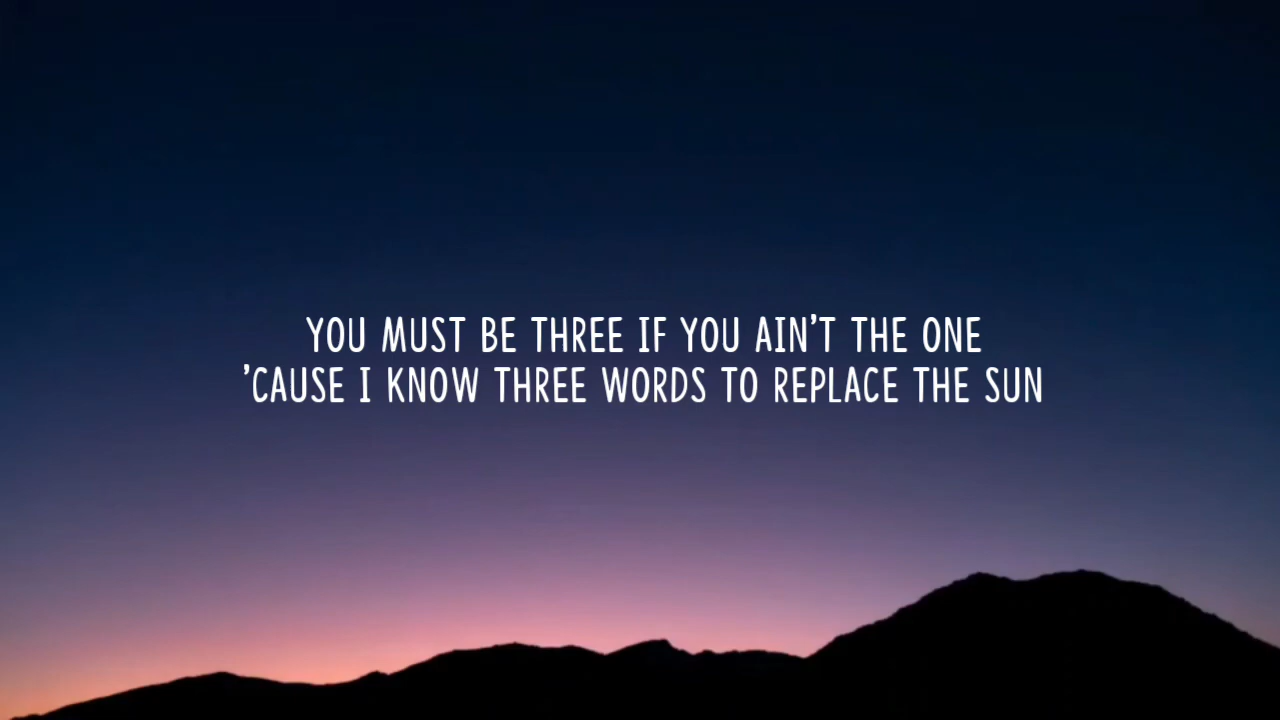 YOU MUST BE THREE IF YOU AIN'T THE ONE
'CAUSE I KNOW THREE WORDS TO REPLACE THE SUN